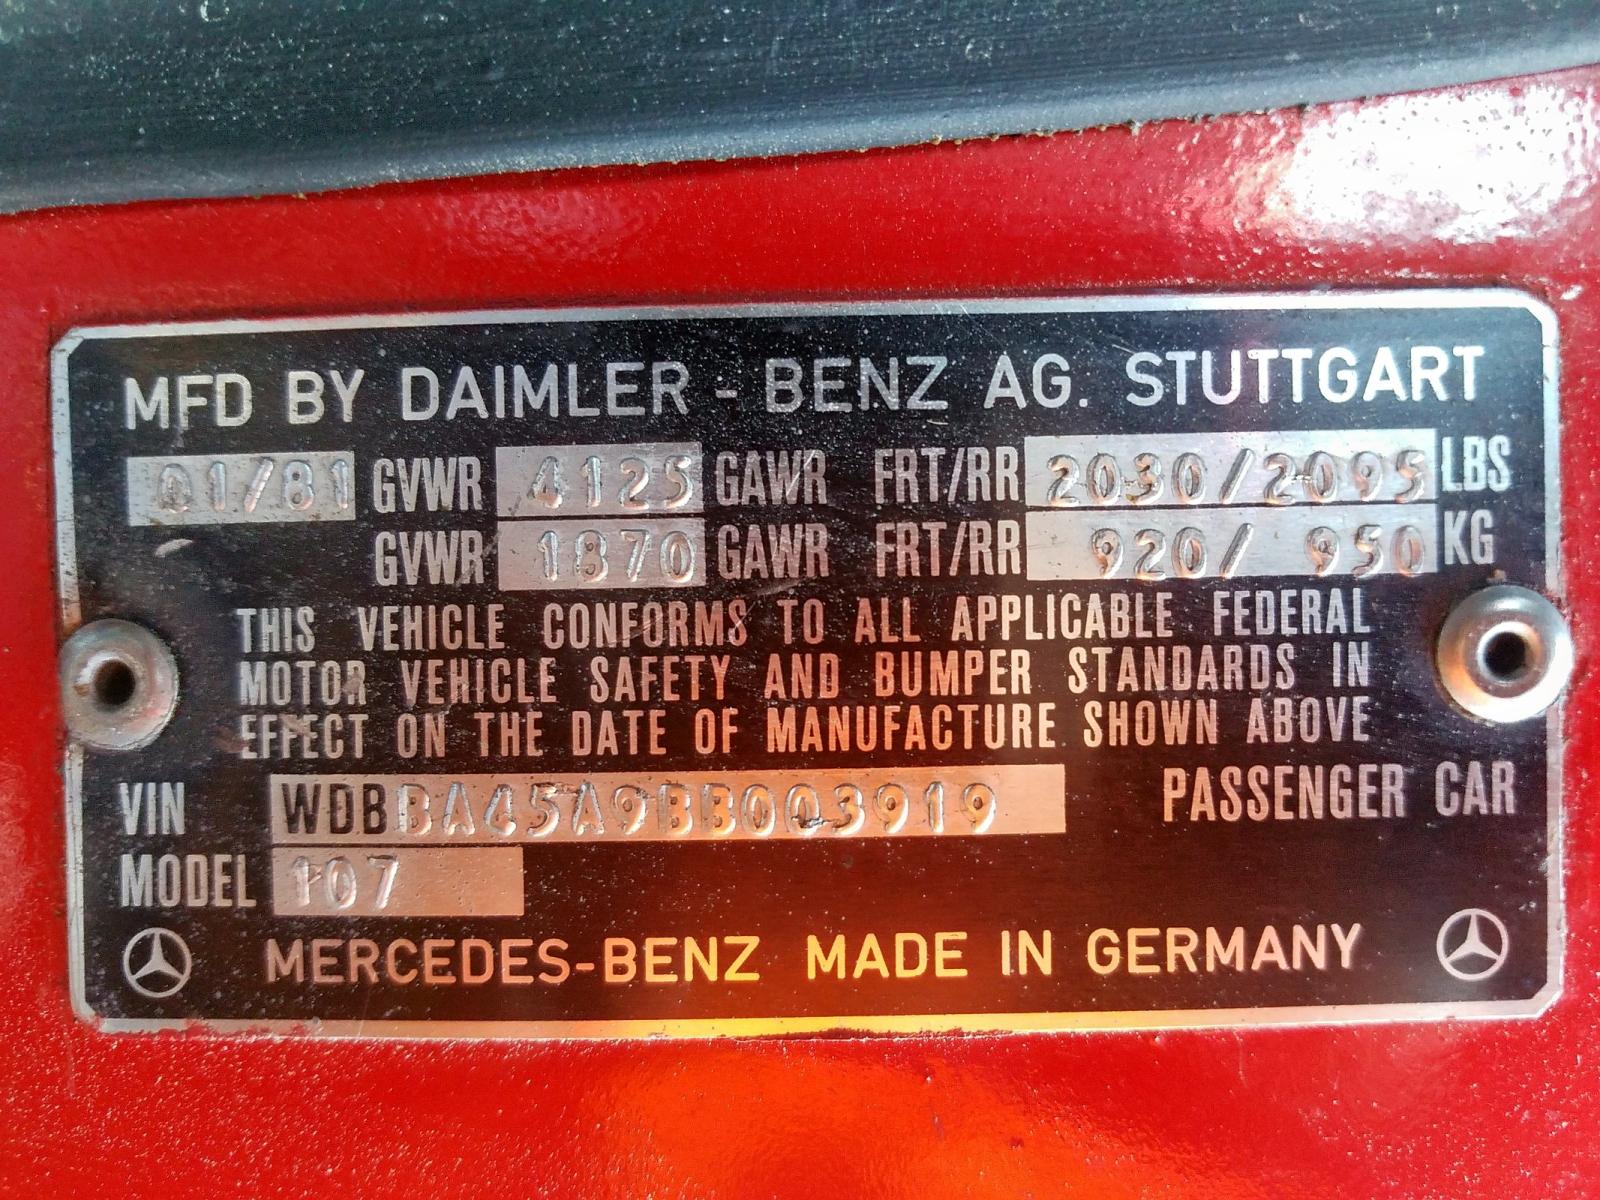 MFD BY DAIMLER - BENZ AG. STUTTGART
01/81 GVWR 4125 GAWR FRT/RR 2030/2095 LBS
GVWR 1870 GAWR FRT/RR 920/ 950 KG
THIS VEHICLE CONFORMS TO ALL APPLICABLE FEDERAL
MOTOR VEHICLE SAFETY AND BUMPER STANDARDS IN
EFFECT ON THE DATE OF MANUFACTURE SHOWN ABOVE
VIN WDBBA45A9BB003919 PASSENGER CAR
MODEL 107
MERCEDES-BENZ MADE IN GERMANY